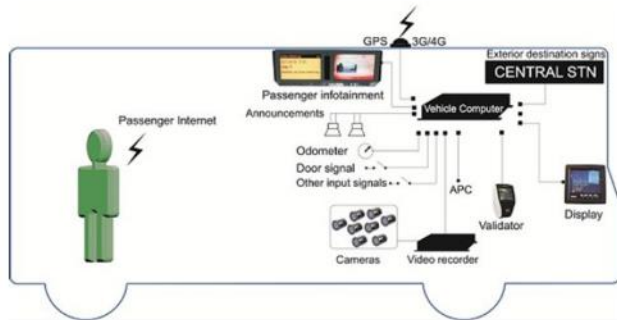 GPS 3G/4G
Exterior destination signs
CENTRAL STN
Passenger infotainment
Vehicle Computer
Announcements
Passenger Internet
Odometer
Door signal
Other input signals
APC
Validator
Display
Cameras
Video recorder